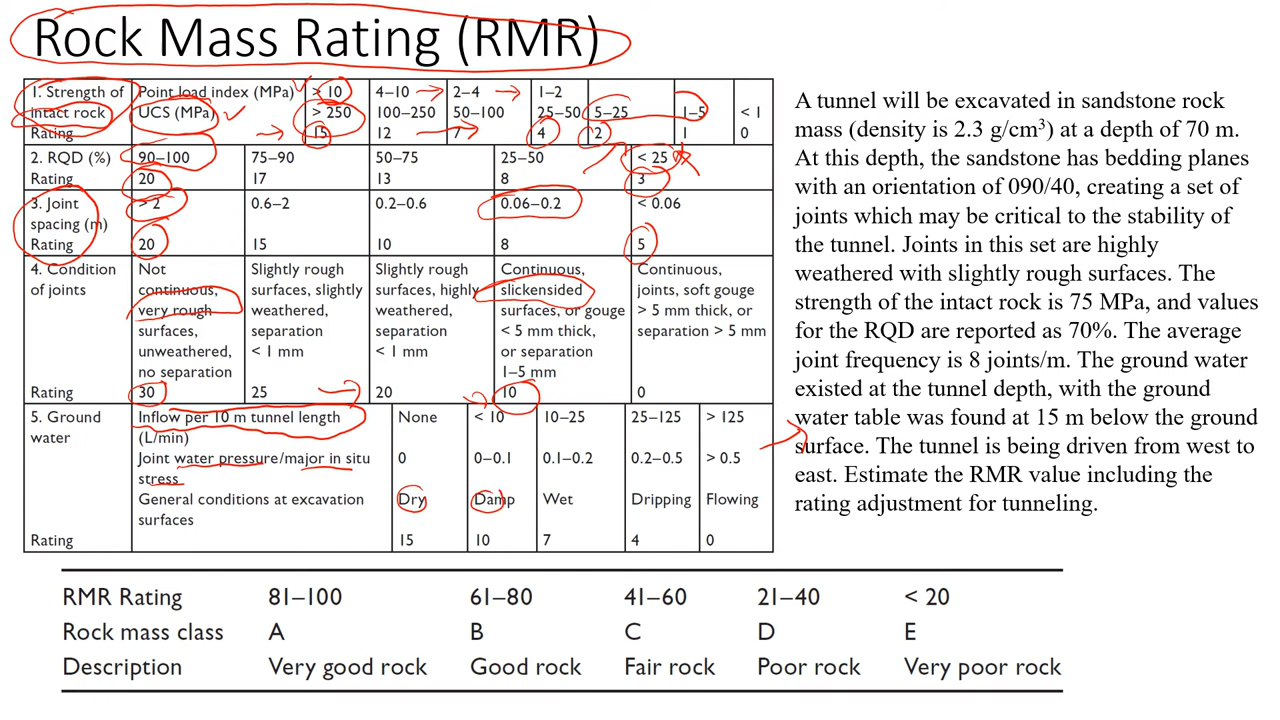 Rock Mass Rating (RMR)
1. Strength of Point load index (MPa) > 10 4–10 2–4 1–2
intact rock UCS (MPa) > 250 100–250 50–100 25–50 5–25 1–5 < 1
Rating 15 12 7 4 2 1 0
2. RQD (%) 90–100 75–90 50–75 25–50 < 25
Rating 20 17 13 8 3
3. Joint > 2 0.6–2 0.2–0.6 0.06–0.2 < 0.06
spacing (m)
Rating 20 15 10 8 5
4. Condition Not Slightly rough Slightly rough Continuous, Continuous,
of joints continuous, surfaces, slightly surfaces, highly slickensided joints, soft gouge
very rough weathered, weathered, surfaces, or gouge > 5 mm thick, or
surfaces, separation separation < 5 mm thick, separation > 5 mm
unweathered, < 1 mm < 1 mm or separation
no separation 1–5 mm
Rating 30 25 20 10 0
5. Ground Inflow per 10 m tunnel length None < 10 10–25 25–125 > 125
water (L/min)
Joint water pressure/major in situ 0 0–0.1 0.1–0.2 0.2–0.5 > 0.5
stress
General conditions at excavation Dry Damp Wet Dripping Flowing
surfaces
Rating 15 10 7 4 0
A tunnel will be excavated in sandstone rock
mass (density is 2.3 g/cm³) at a depth of 70 m.
At this depth, the sandstone has bedding planes
with an orientation of 090/40, creating a set of
joints which may be critical to the stability of
the tunnel. Joints in this set are highly
weathered with slightly rough surfaces. The
strength of the intact rock is 75 MPa, and values
for the RQD are reported as 70%. The average
joint frequency is 8 joints/m. The ground water
existed at the tunnel depth, with the ground
water table was found at 15 m below the ground
surface. The tunnel is being driven from west to
east. Estimate the RMR value including the
rating adjustment for tunneling.
RMR Rating 81–100 61–80 41–60 21–40 < 20
Rock mass class A B C D E
Description Very good rock Good rock Fair rock Poor rock Very poor rock